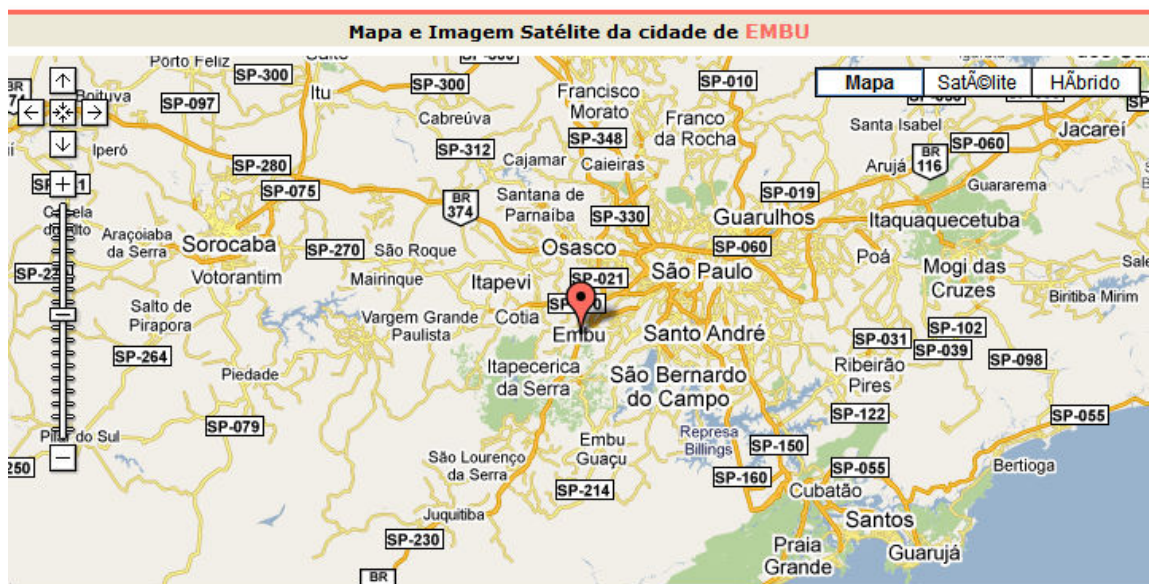 Mapa e Imagem Satélite da cidade de EMBU
Porto Feliz
SP-300
Itu
SP-300
SP-010
Mapa
SatÃ©lite
HÃbrido
Boituva
SP-097
Cabreúva
Francisco
Morato
Franco
da Rocha
SP-348
Santa Isabel
SP-060
Jacareí
Iperó
SP-312
Cajamar
Caieiras
Arujá
BR
116
SP-280
SP-075
BR
374
Santana de
Parnaíba
SP-330
SP-019
Guararema
Guarulhos
Itaquaquecetuba
Araçoiaba
da Serra
Sorocaba
SP-270
São Roque
Osasco
SP-060
Votorantim
Mairinque
Itapevi
SP-021
São Paulo
Poá
Mogi das
Cruzes
Biritiba Mirim
Salto de
Pirapora
Vargem Grande
Paulista
Cotia
Embu
Santo André
SP-031
SP-102
SP-039
SP-098
SP-264
Piedade
Itapecerica
da Serra
São Bernardo
do Campo
Ribeirão
Pires
SP-122
SP-055
SP-079
Embu
Guaçu
Represa
Billings
SP-150
do Sul
São Lourenço
da Serra
SP-214
SP-160
SP-055
Bertioga
Cubatão
Juquitiba
Santos
SP-230
Praia
Grande
Guarujá
BR